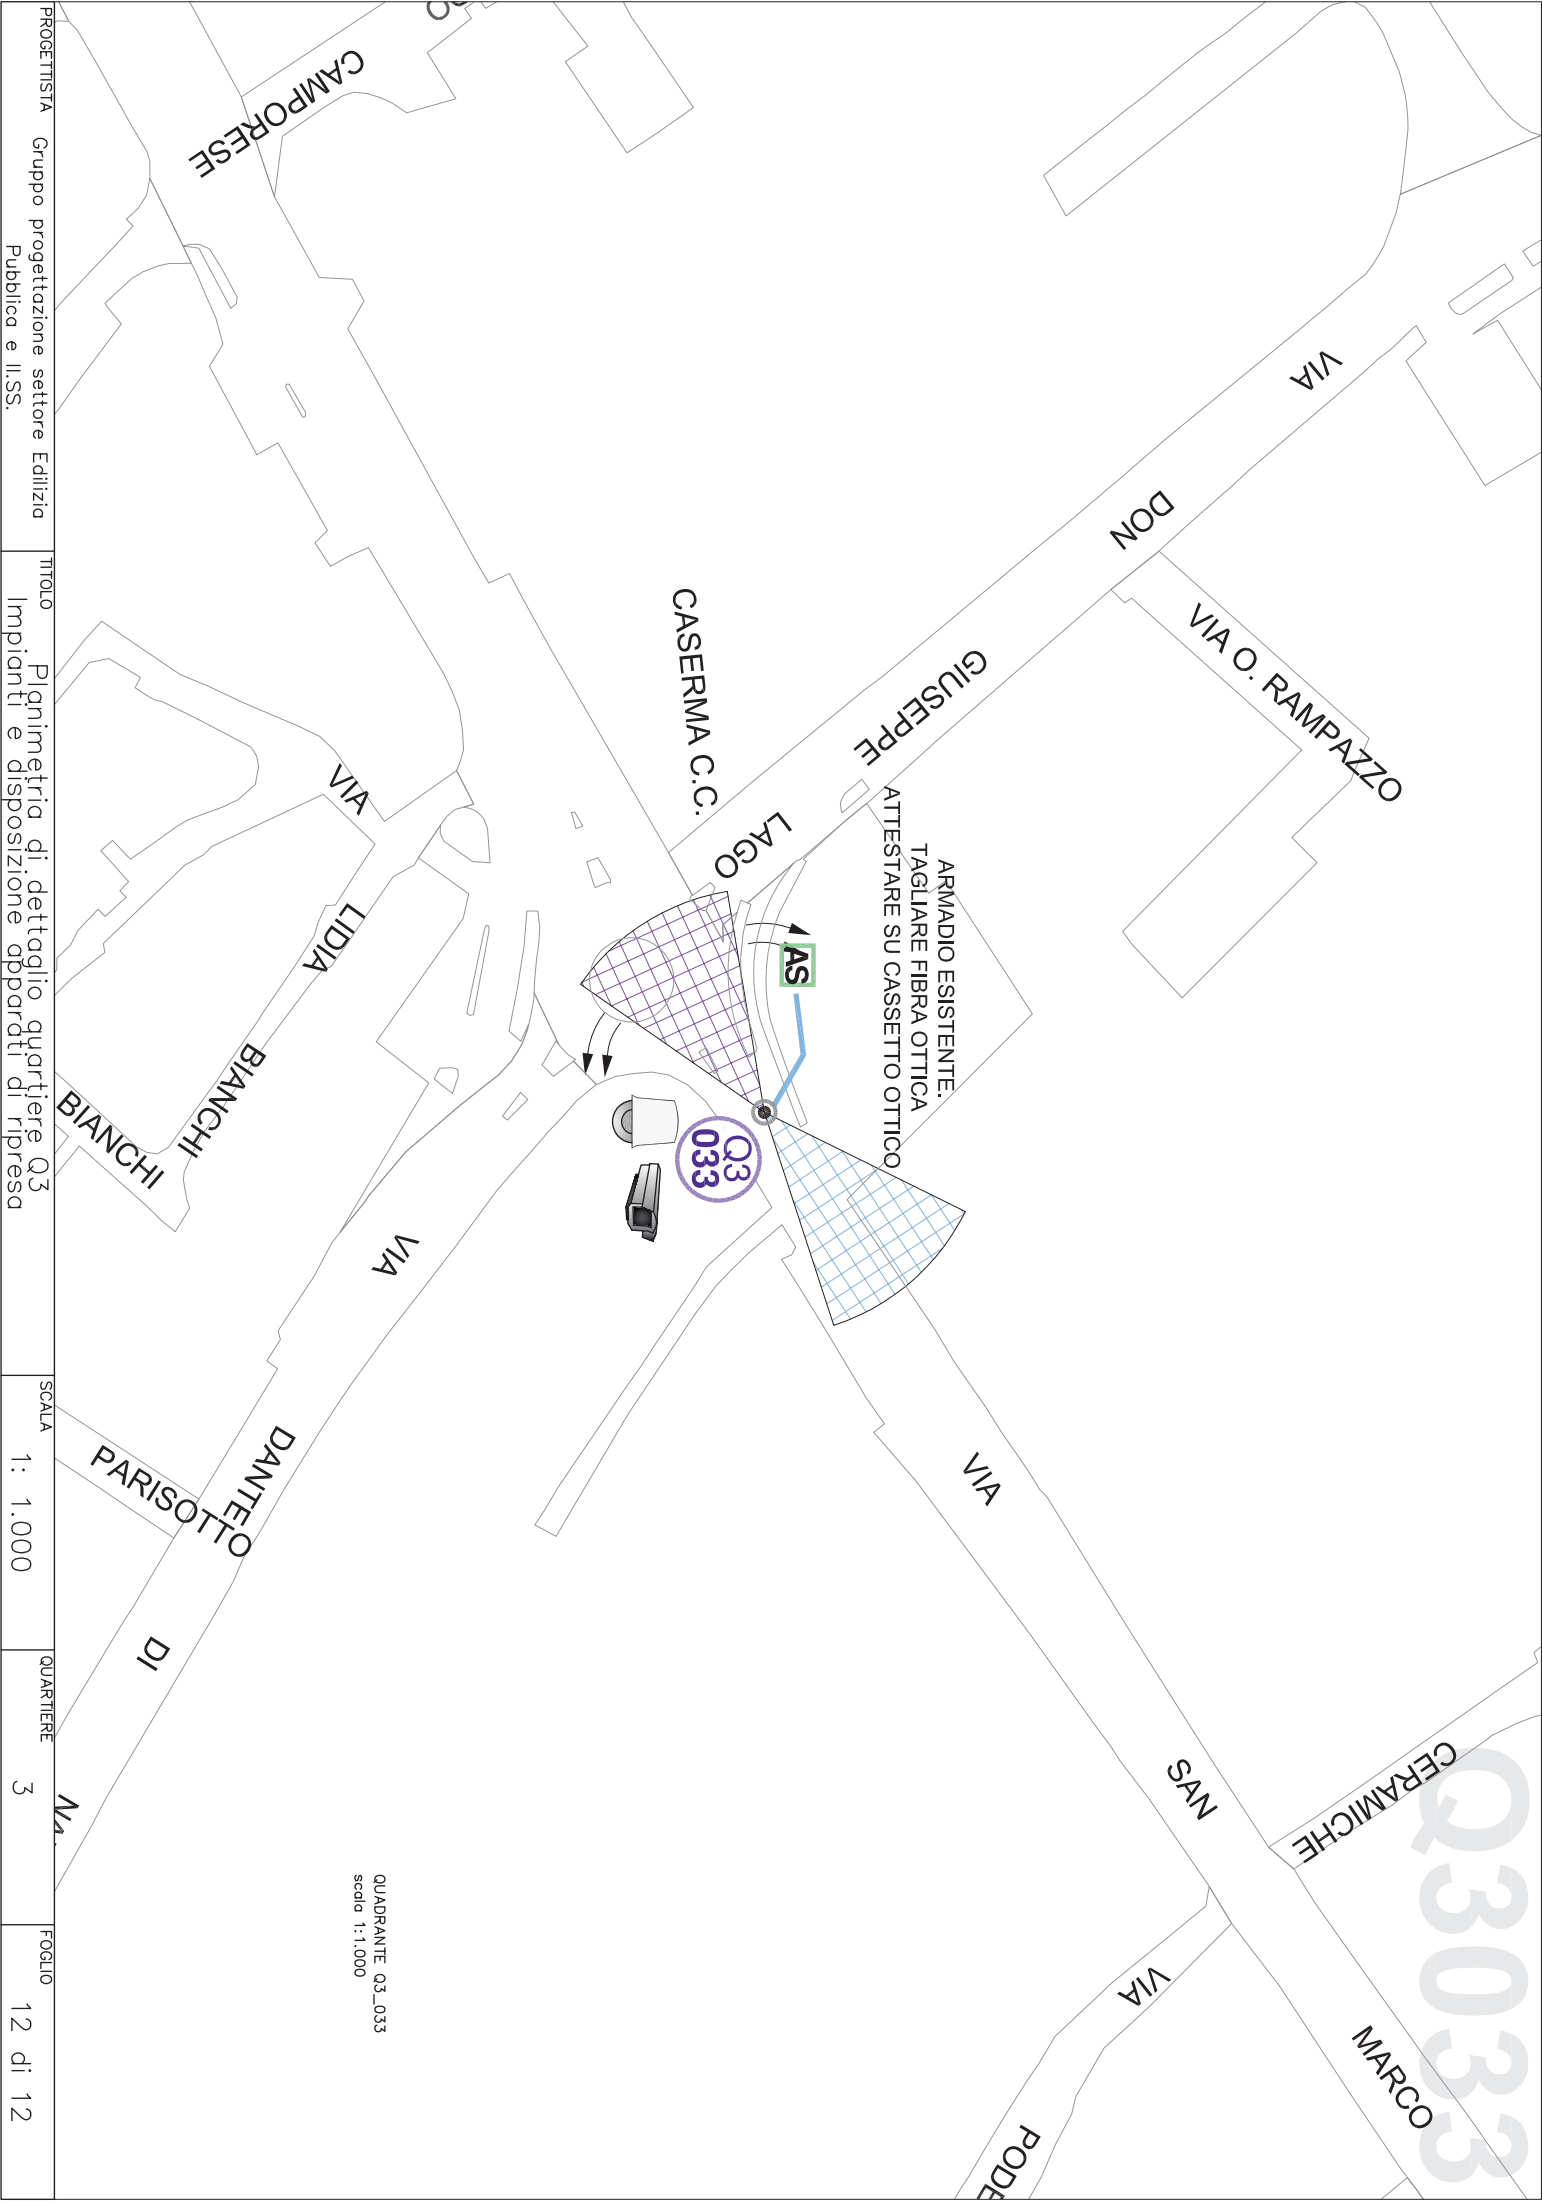 Q3033
CERAMICHE
VIA
DON
GIUSEPPE
LAGO
VIA O. RAMPAZZO
CASERMA C.C.
ARMADIO ESISTENTE.
TAGLIARE FIBRA OTTICA
ATTESTARE SU CASSETTO OTTICO
AS
Q3
033
VIA
SAN
MARCO
VIA
PODE
CAMPORESE
VIA
LIDIA
BIANCHI
BIANCHI
VIA
DANTE
DI
PARISOTTO
QUADRANTE Q3_033
scala 1:1.000
PROGETTISTA
Gruppo progettazione settore Edilizia
Pubblica e II.SS.
TITOLO
Planimetria di dettaglio quartiere Q3
Impianti e disposizione apparati di ripresa
SCALA
1: 1.000
QUARTIERE
3
FOGLIO
12 di 12